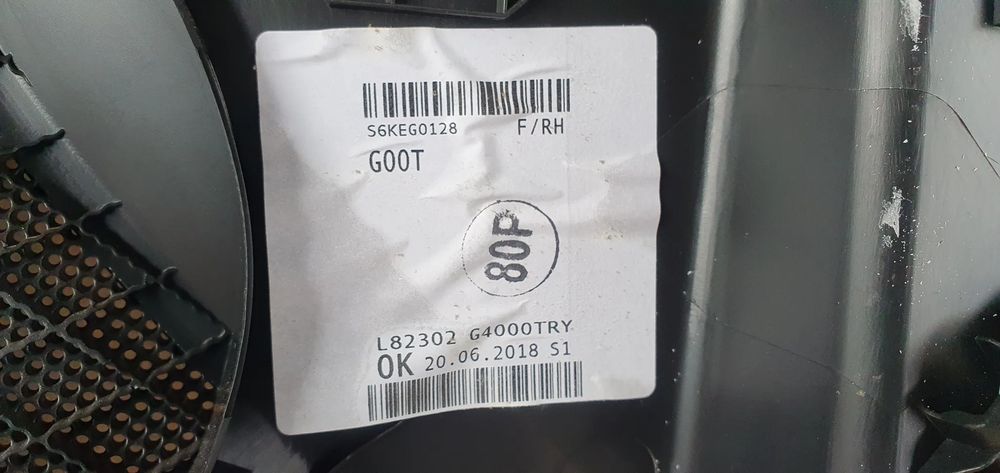 S6KEG0128 F/RH
G00T
80P
L82302 G4000TRY
OK 20.06.2018 S1